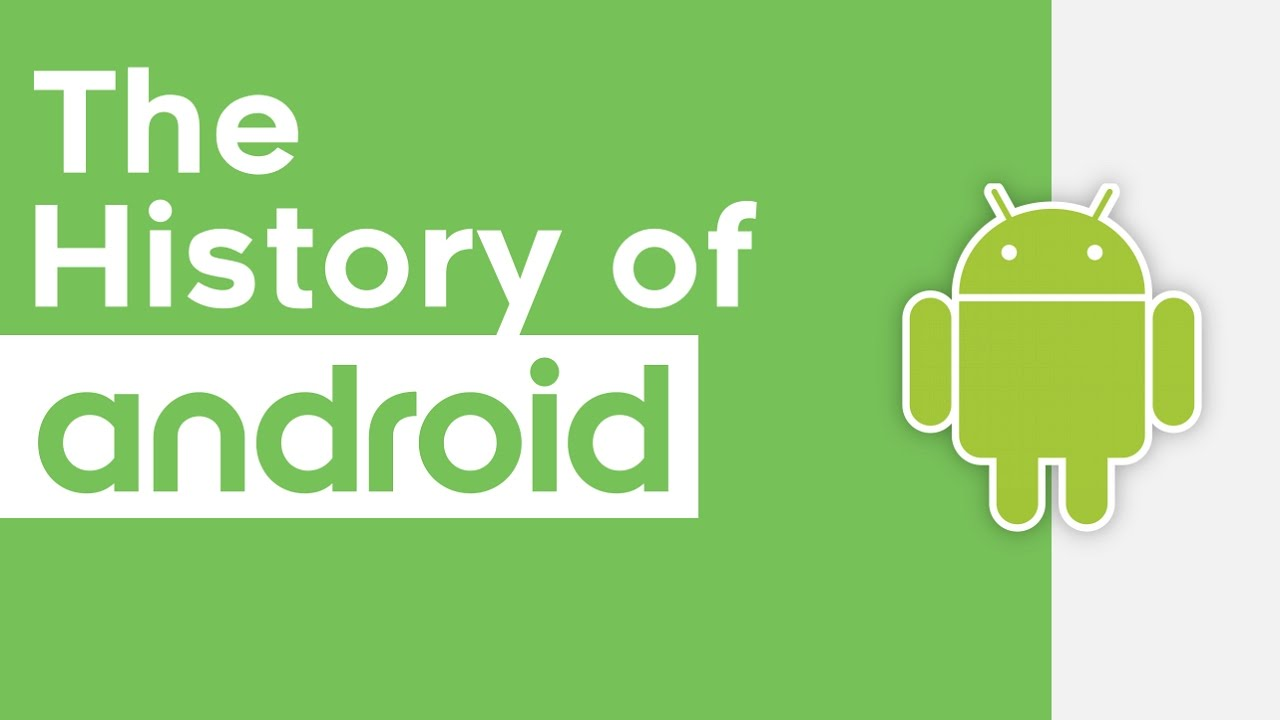 The
History of
android